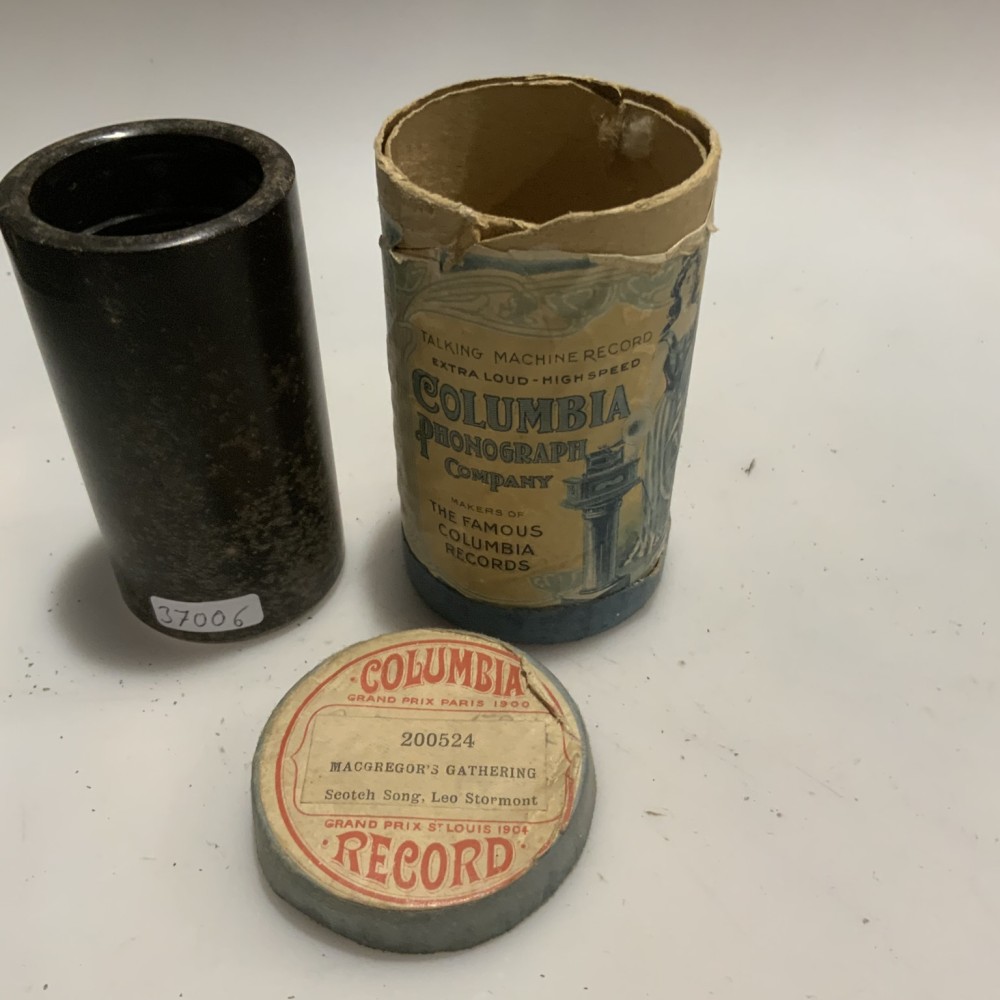 TALKING MACHINE RECORD
EXTRA LOUD-HIGH SPEED
COLUMBIA
PHONOGRAPH
COMPANY
MAKERS OF
THE FAMOUS
COLUMBIA
RECORDS
37006
COLUMBIA
GRAND PRIX PARIS 1900
200524
MACGREGOR'S GATHERING
Scotch Song, Leo Stormont
GRAND PRIX ST LOUIS 1904
RECORD